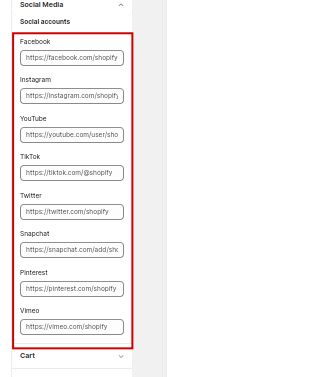 Social Media
Social accounts
Facebook
https://facebook.com/shopify
Instagram
https://instagram.com/shopify
YouTube
https://youtube.com/user/sho
TikTok
https://tiktok.com/@shopify
Twitter
https://twitter.com/shopify
Snapchat
https://snapchat.com/add/sh
Pinterest
https://pinterest.com/shopify
Vimeo
https://vimeo.com/shopify
Cart